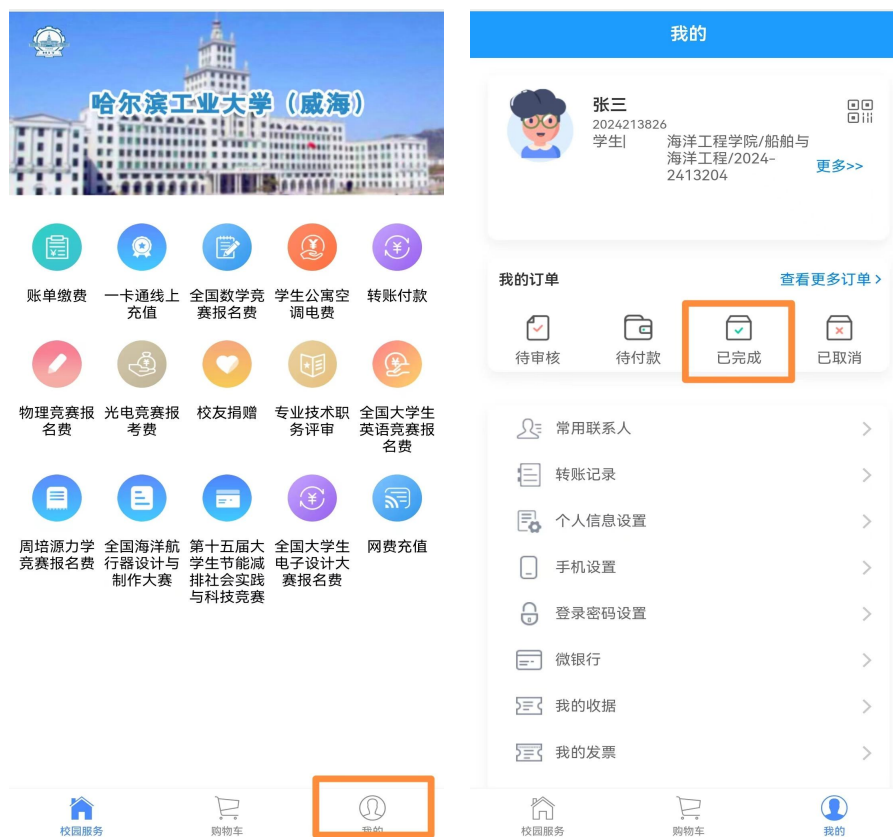 哈尔滨工业大学（威海）
账单缴费
一卡通线上
充值
全国数学竞
赛报名费
学生公寓空
调电费
转账付款
物理竞赛报
名费
光电竞赛报
考费
校友捐赠
专业技术职
务评审
全国大学生
英语竞赛报
名费
周培源力学
竞赛报名费
全国海洋航
行器设计与
制作大赛
第十五届大
学生节能减
排社会实践
与科技竞赛
全国大学生
电子设计大
赛报名费
网费充值
校园服务
购物车
我的
我的
张三
2024213826
学生|
海洋工程学院/船舶与
海洋工程/2024-
2413204
更多>>
我的订单
查看更多订单
待审核
待付款
已完成
已取消
常用联系人
转账记录
个人信息设置
手机设置
登录密码设置
微银行
我的收据
我的发票
校园服务
购物车
我的